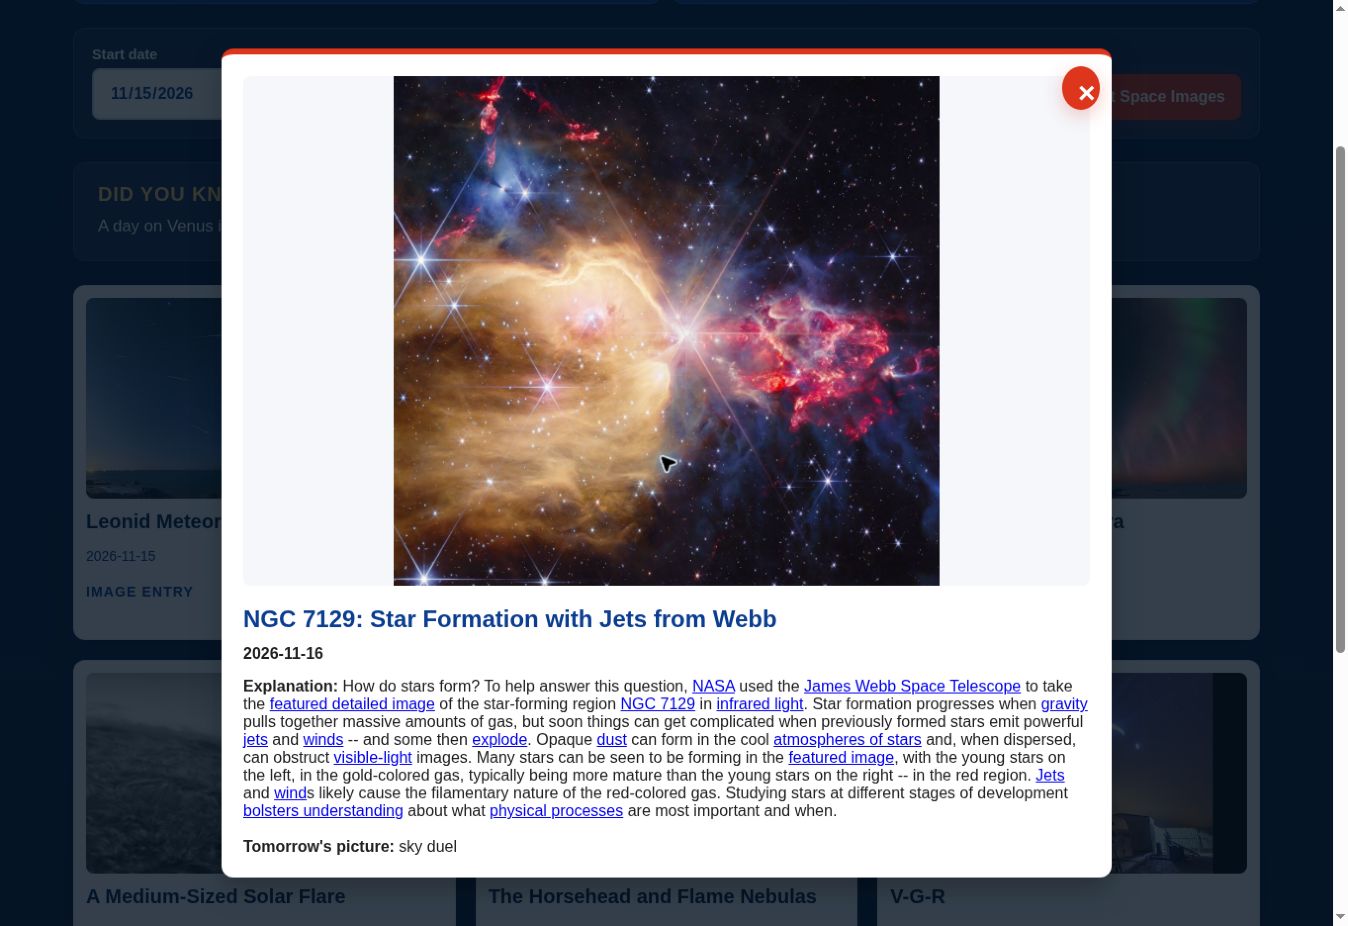 Start date
11/15/2026
t Space Images
DID YOU KN
A day on Venus i
×
NGC 7129: Star Formation with Jets from Webb
2026-11-16
Explanation: How do stars form? To help answer this question, NASA used the James Webb Space Telescope to take
the featured detailed image of the star-forming region NGC 7129 in infrared light. Star formation progresses when gravity
pulls together massive amounts of gas, but soon things can get complicated when previously formed stars emit powerful
jets and winds -- and some then explode. Opaque dust can form in the cool atmospheres of stars and, when dispersed,
can obstruct visible-light images. Many stars can be seen to be forming in the featured image, with the young stars on
the left, in the gold-colored gas, typically being more mature than the young stars on the right -- in the red region. Jets
and winds likely cause the filamentary nature of the red-colored gas. Studying stars at different stages of development
bolsters understanding about what physical processes are most important and when.
Tomorrow's picture: sky duel
Leonid Meteor
2026-11-15
IMAGE ENTRY
a
A Medium-Sized Solar Flare
The Horsehead and Flame Nebulas
V-G-R